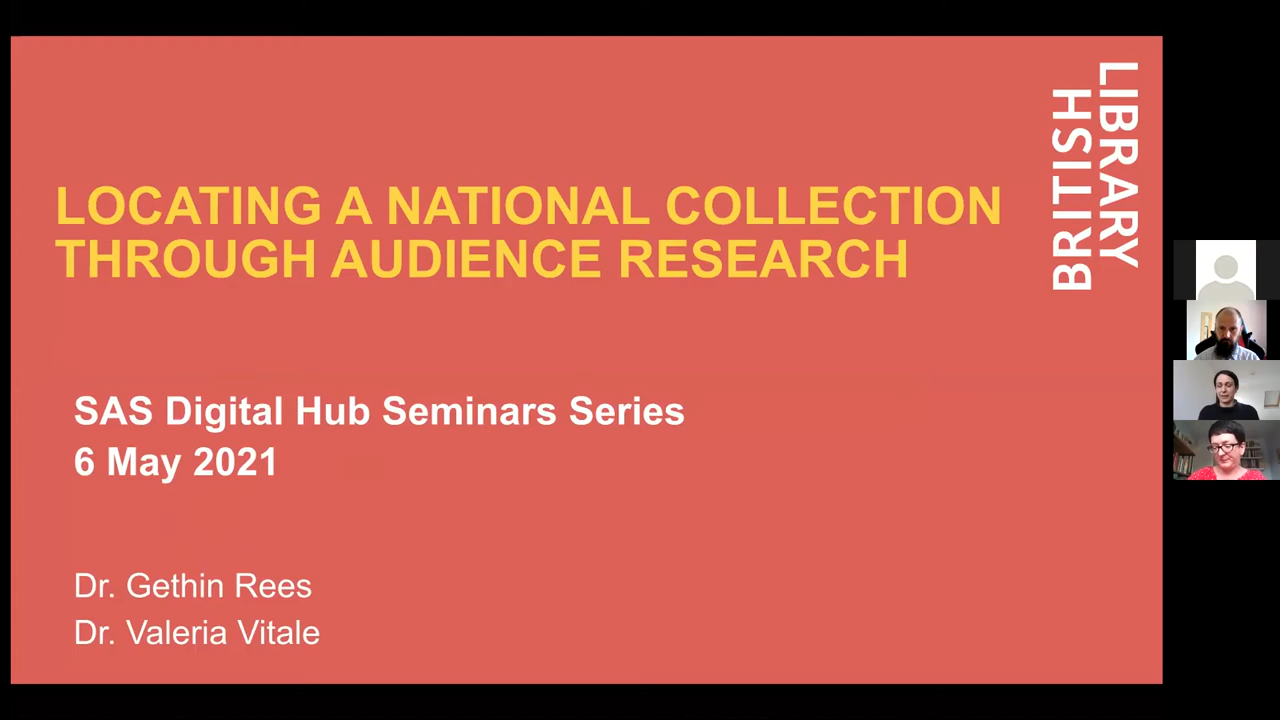 LIBRARY
BRITISH
LOCATING A NATIONAL COLLECTION
THROUGH AUDIENCE RESEARCH
SAS Digital Hub Seminars Series
6 May 2021
Dr. Gethin Rees
Dr. Valeria Vitale